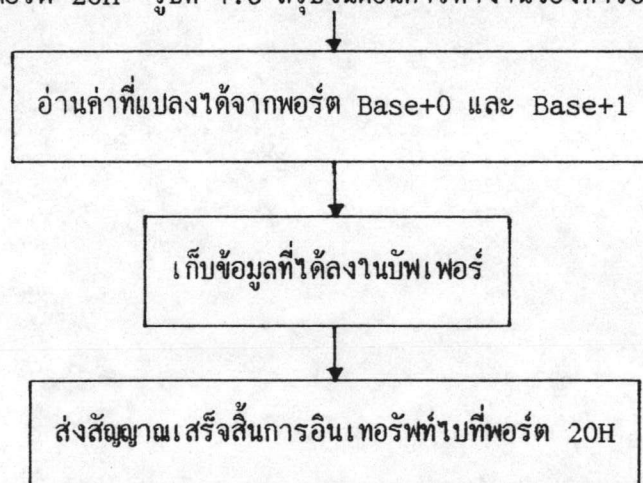 20H
อ่านค่าที่แปลงได้จากพอร์ต Base+0 และ Base+1
เก็บข้อมูลที่ได้ลงในบัฟเฟอร์
ส่งสัญญาณเสร็จสิ้นการอินเทอรัพท์ไปที่พอร์ต 20H